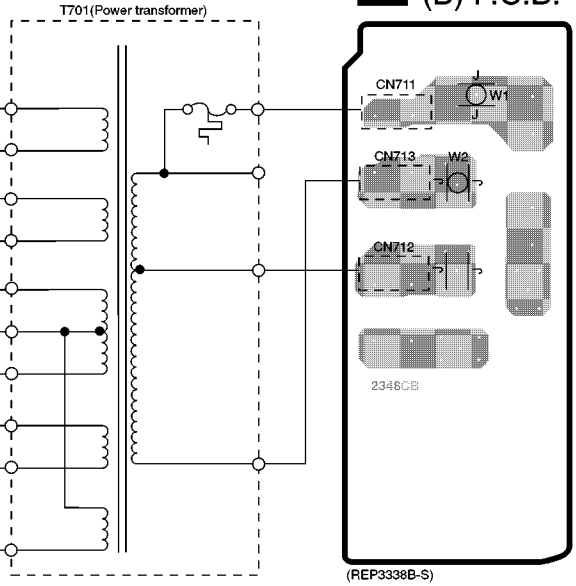 T701(Power transformer)
(B) P.C.B.
CN711
J
W1
J
CN713
W2
J
J
CN712
J
J
2346CB
(REP3338B-S)